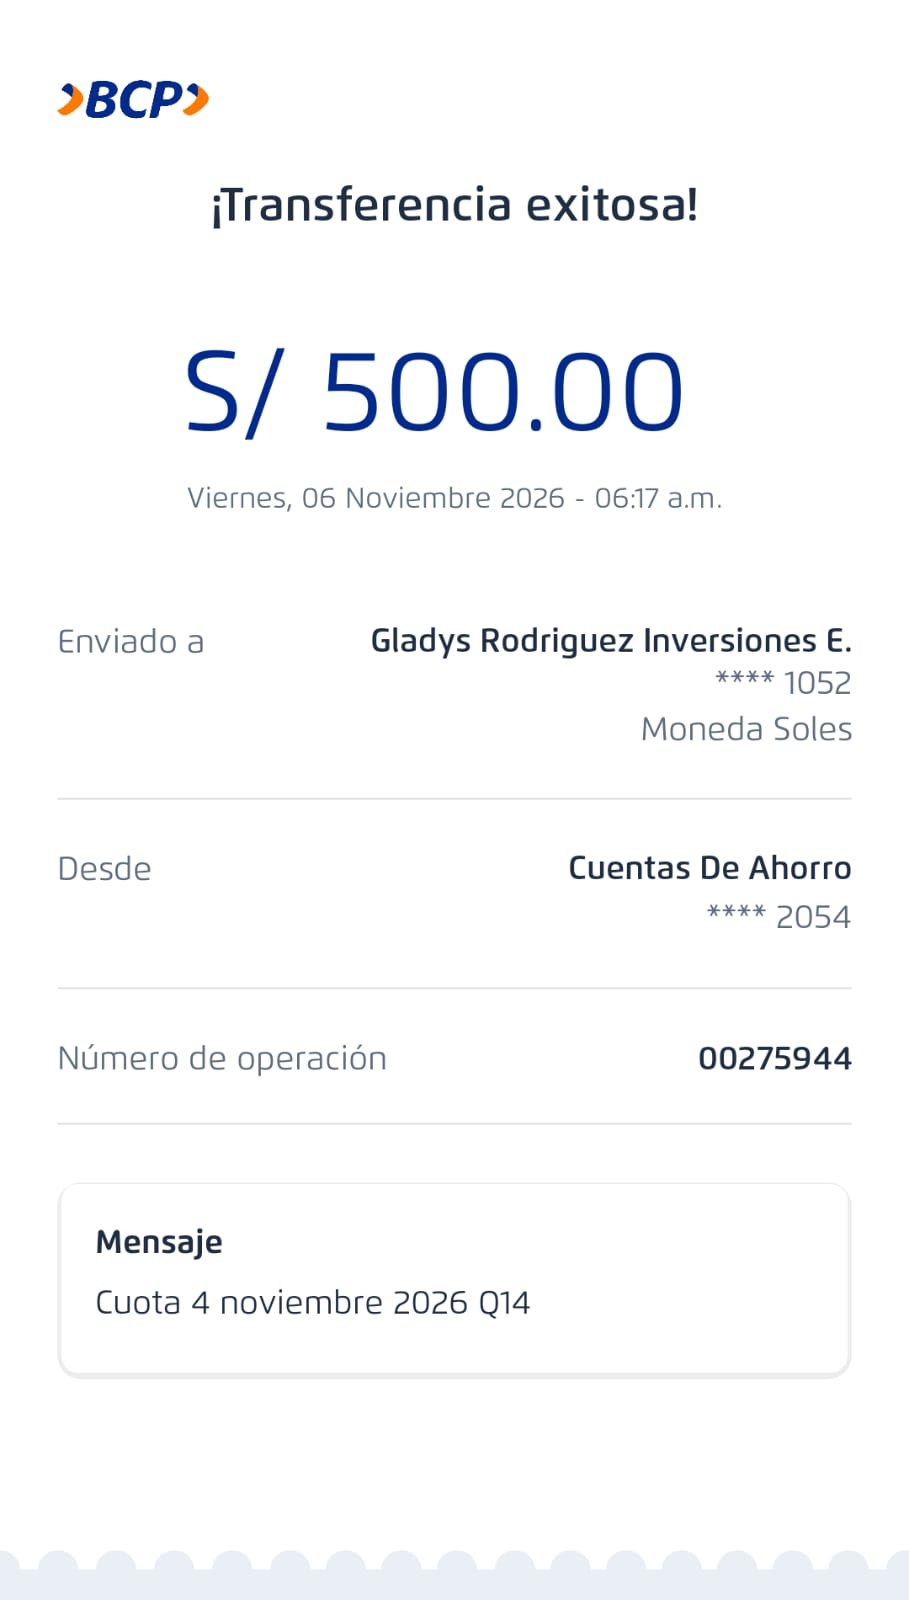 BCP
¡Transferencia exitosa!
S/ 500.00
Viernes, 06 Noviembre 2026 - 06:17 a.m.
Enviado a
Gladys Rodriguez Inversiones E.
**** 1052
Moneda Soles
Desde
Cuentas De Ahorro
**** 2054
Número de operación
00275944
Mensaje
Cuota 4 noviembre 2026 Q14